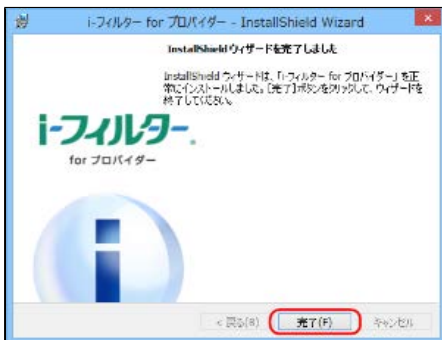 i-フィルター for プロバイダー - InstallShield Wizard
InstallShield ウィザードを完了しました
InstallShield ウィザードは、「i-フィルター for プロバイダー」を正
常にインストールしました。[完了]ボタンをクリックして、ウィザードを
終了してください。
i-フィルター.
for プロバイダー
< 戻る(B)
完了(F)
キャンセル